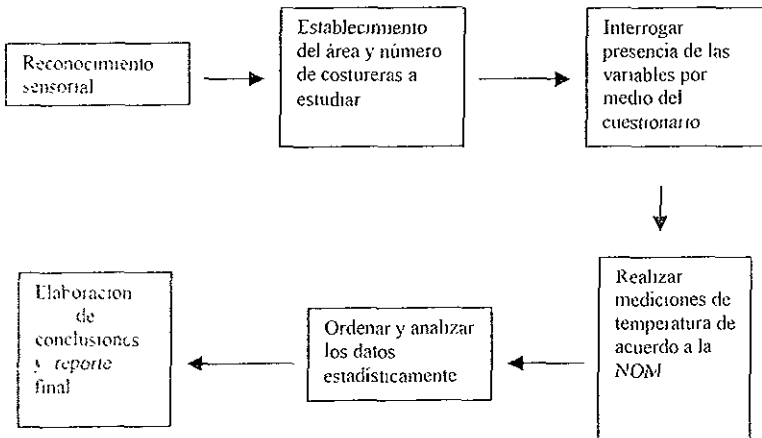 Reconocimiento
sensorial
Establecimiento
del área y número
de costureras a
estudiar
Interrogar
presencia de las
variables por
medio del
cuestionario
Realizar
mediciones de
temperatura de
acuerdo a la
NOM
Ordenar y analizar
los datos
estadísticamente
Elaboracion
de
conclusiones
y reporte
final